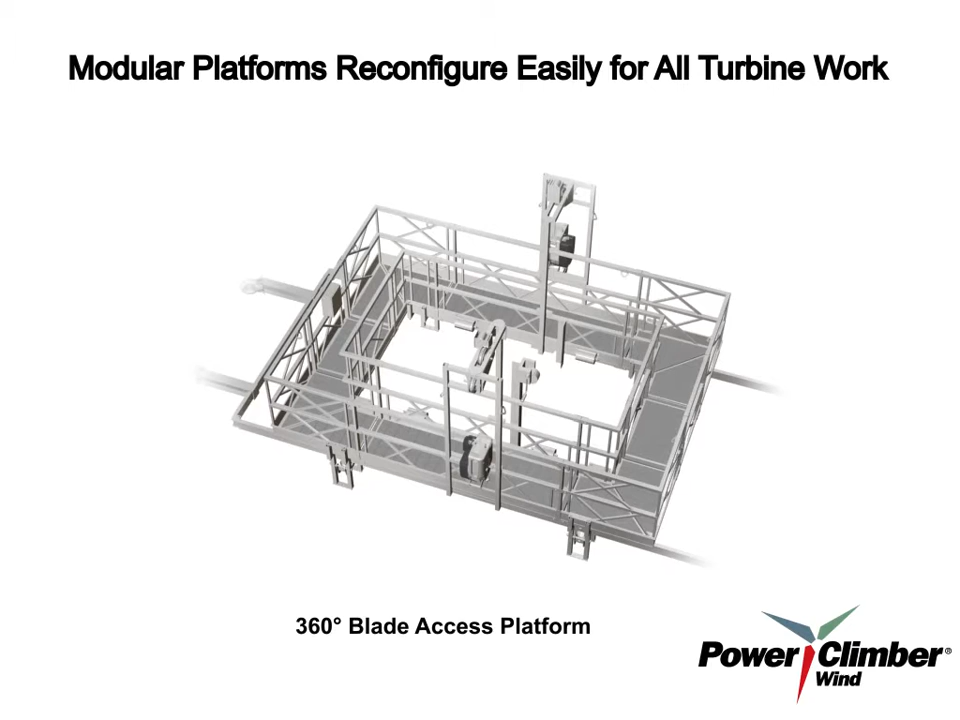 Modular Platforms Reconfigure Easily for All Turbine Work
360° Blade Access Platform
Power Climber®
Wind